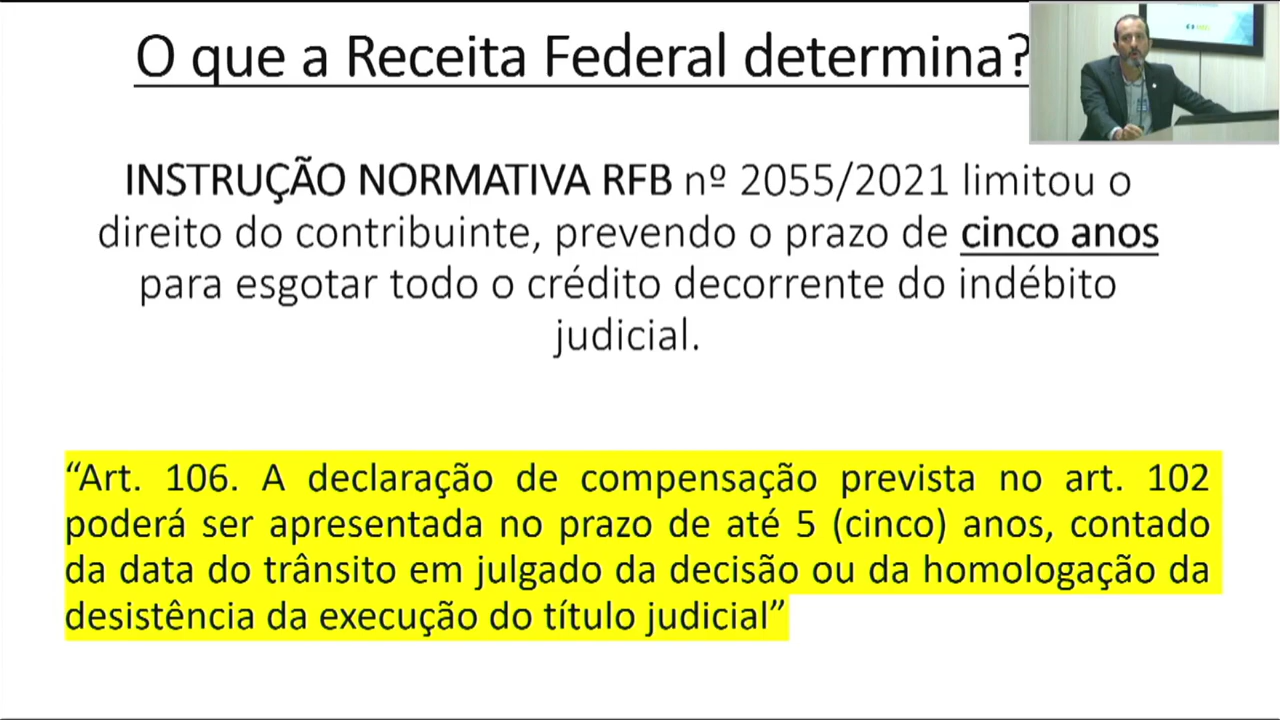 O que a Receita Federal determina?
INSTRUÇÃO NORMATIVA RFB nº 2055/2021 limitou o
direito do contribuinte, prevendo o prazo de cinco anos
para esgotar todo o crédito decorrente do indébito
judicial.
“Art. 106. A declaração de compensação prevista no art. 102
poderá ser apresentada no prazo de até 5 (cinco) anos, contado
da data do trânsito em julgado da decisão ou da homologação da
desistência da execução do título judicial”